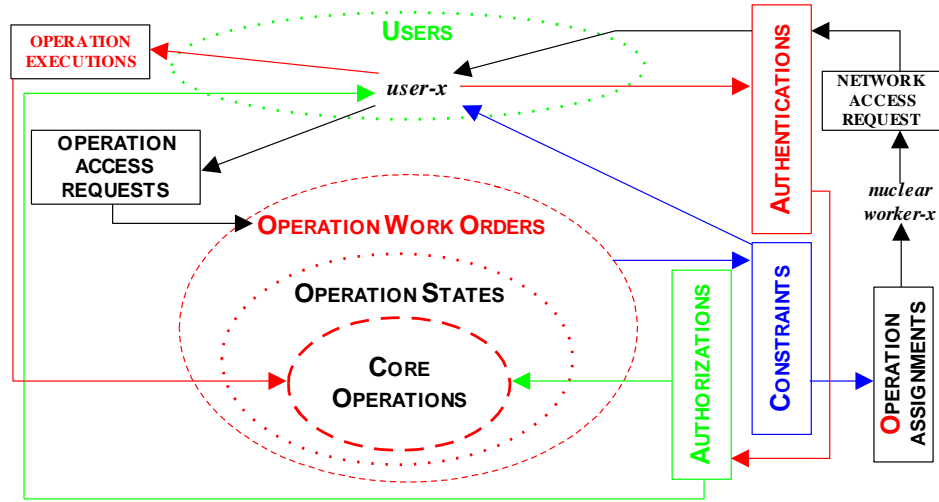 USERS
OPERATION
EXECUTIONS
user-x
OPERATION
ACCESS
REQUESTS
AUTHENTICATIONS
NETWORK
ACCESS
REQUEST
nuclear
worker-x
OPERATION WORK ORDERS
OPERATION STATES
CORE
OPERATIONS
AUTHORIZATIONS
CONSTRAINTS
OPERATION
ASSIGNMENTS